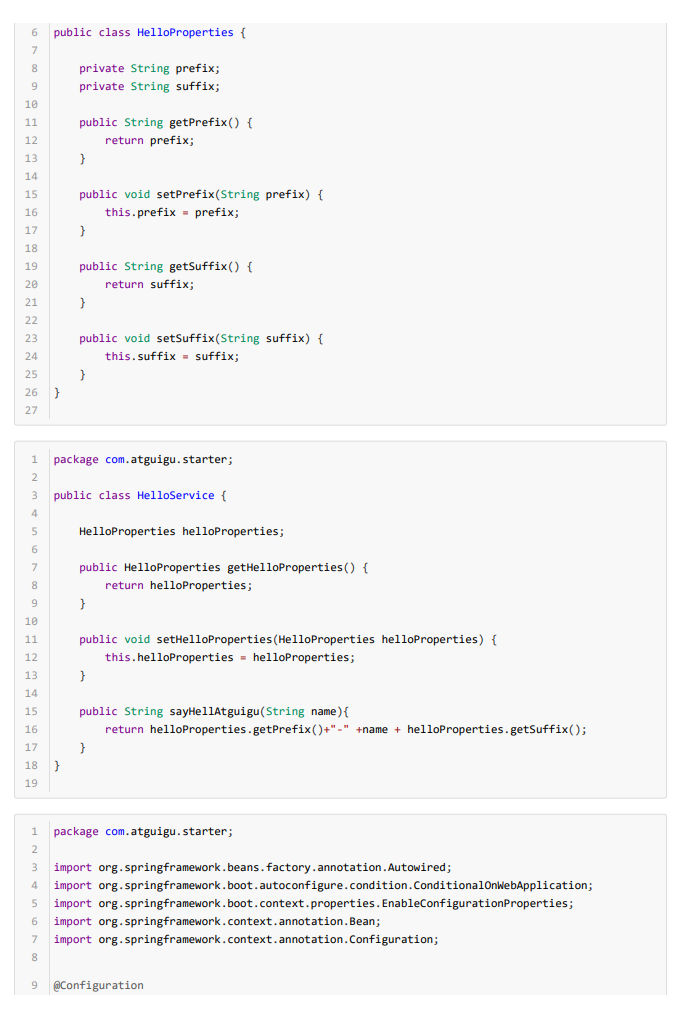 6 public class HelloProperties {
7
8     private String prefix;
9     private String suffix;
10
11     public String getPrefix() {
12         return prefix;
13     }
14
15     public void setPrefix(String prefix) {
16         this.prefix = prefix;
17     }
18
19     public String getSuffix() {
20         return suffix;
21     }
22
23     public void setSuffix(String suffix) {
24         this.suffix = suffix;
25     }
26 }
27
1 package com.atguigu.starter;
2
3 public class HelloService {
4
5     HelloProperties helloProperties;
6
7     public HelloProperties getHelloProperties() {
8         return helloProperties;
9     }
10
11     public void setHelloProperties(HelloProperties helloProperties) {
12         this.helloProperties = helloProperties;
13     }
14
15     public String sayHellAtguigu(String name){
16         return helloProperties.getPrefix()+"-" +name + helloProperties.getSuffix();
17     }
18 }
19
1 package com.atguigu.starter;
2
3 import org.springframework.beans.factory.annotation.Autowired;
4 import org.springframework.boot.autoconfigure.condition.ConditionalOnWebApplication;
5 import org.springframework.boot.context.properties.EnableConfigurationProperties;
6 import org.springframework.context.annotation.Bean;
7 import org.springframework.context.annotation.Configuration;
8
9 @Configuration